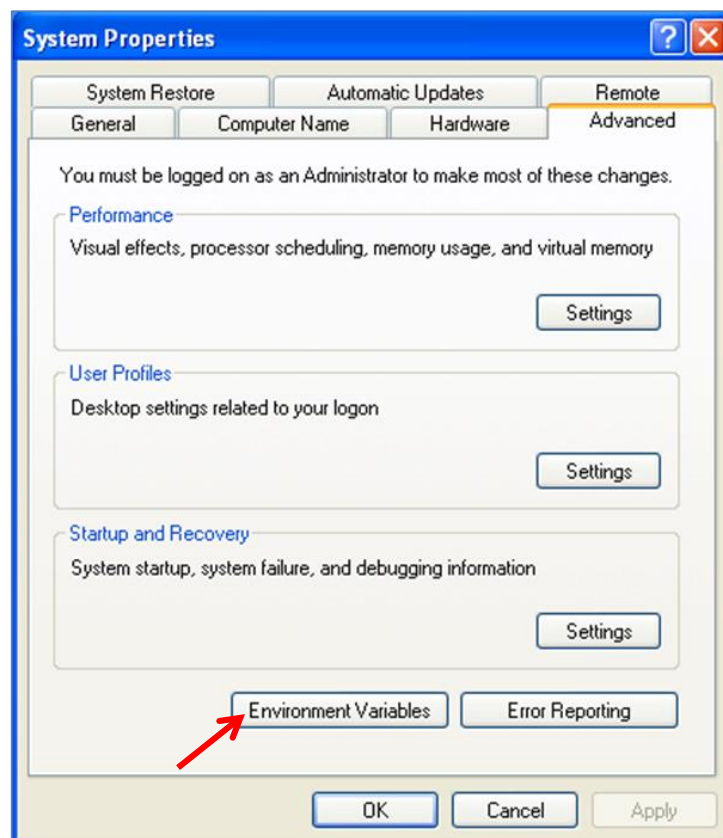 System Properties
System Restore Automatic Updates Remote
General Computer Name Hardware Advanced
You must be logged on as an Administrator to make most of these changes.
Performance
Visual effects, processor scheduling, memory usage, and virtual memory
Settings
User Profiles
Desktop settings related to your logon
Settings
Startup and Recovery
System startup, system failure, and debugging information
Settings
Environment Variables Error Reporting
OK Cancel Apply